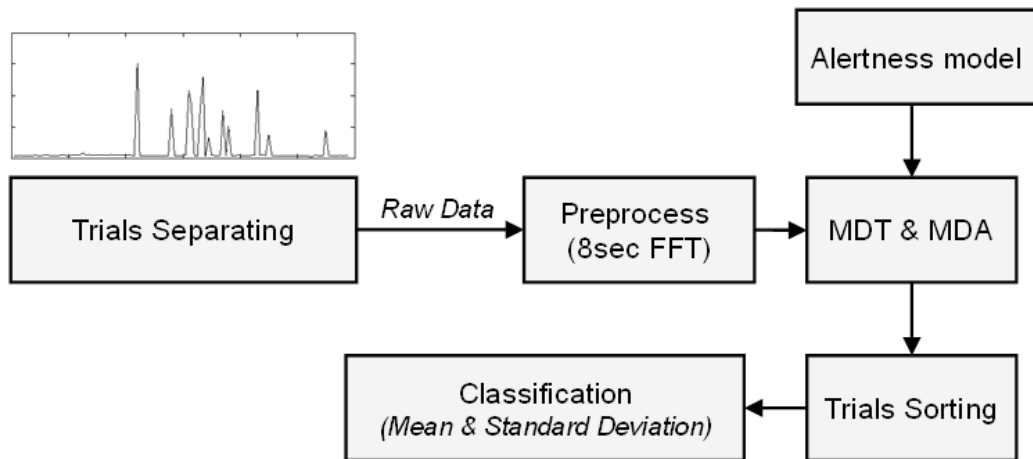 Alertness model
Trials Separating
Raw Data
Preprocess
(8sec FFT)
MDT & MDA
Classification
(Mean & Standard Deviation)
Trials Sorting